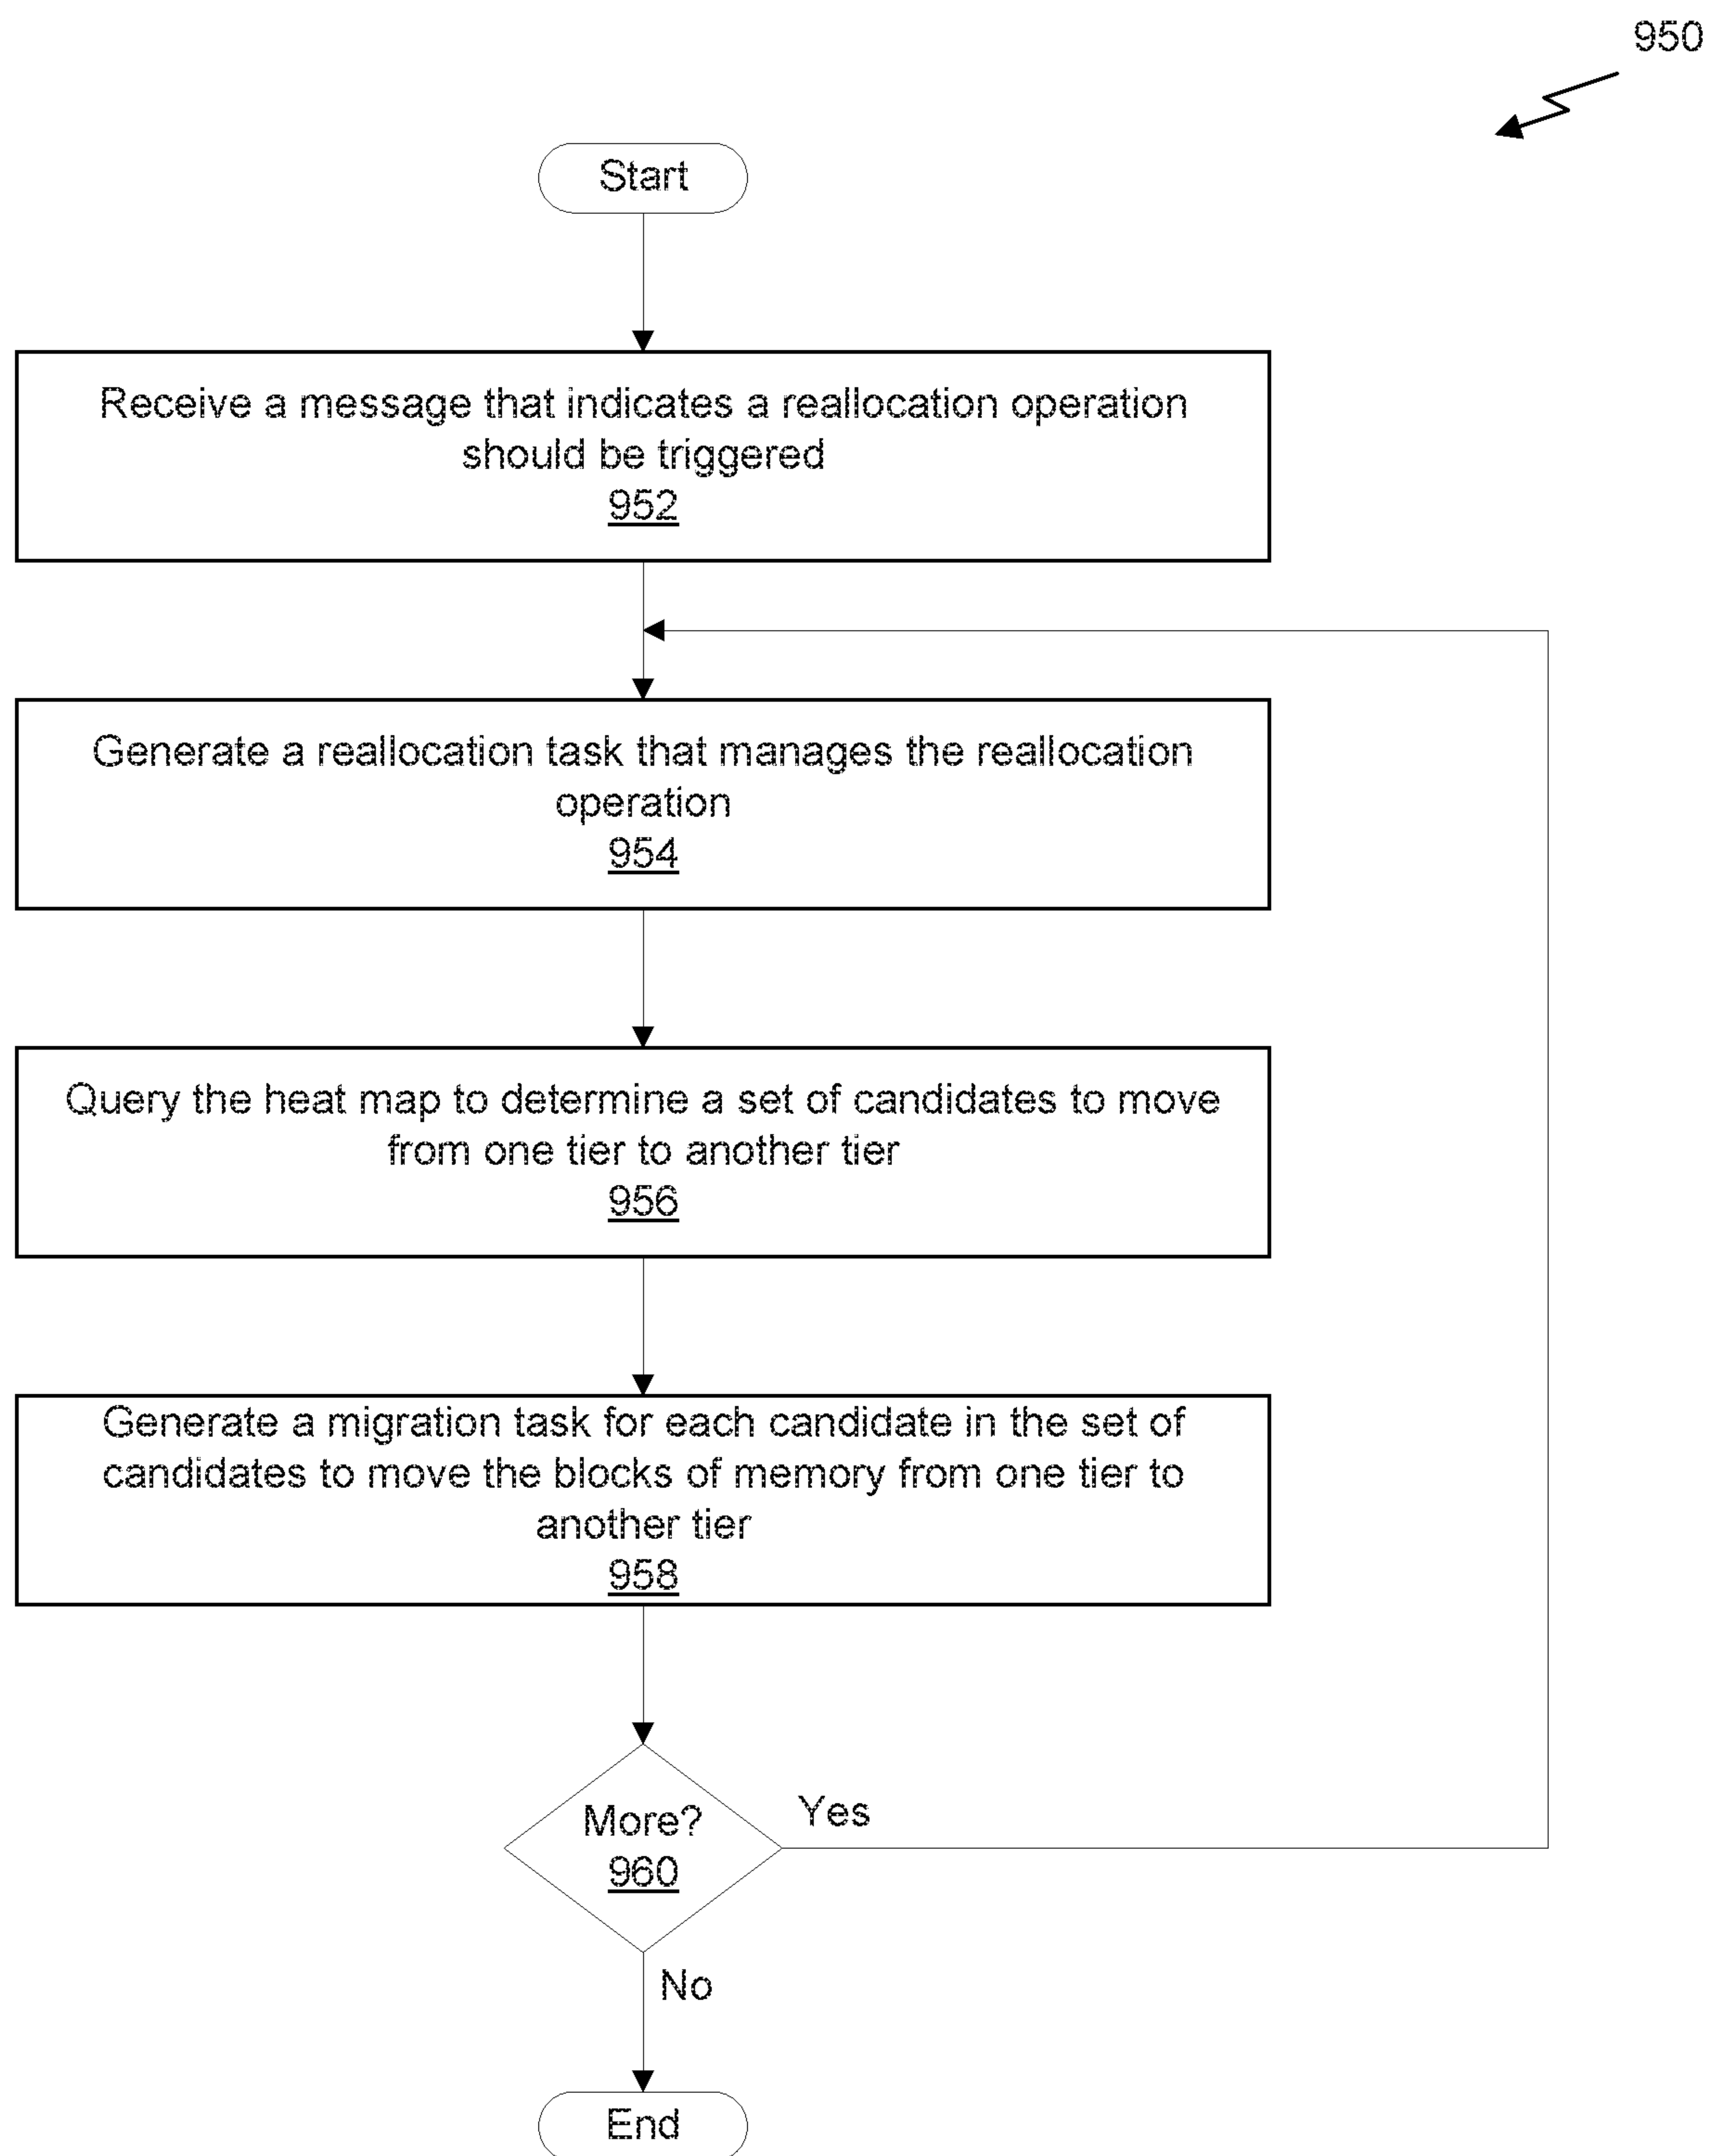 950
Start
Receive a message that indicates a reallocation operation
should be triggered
952
Generate a reallocation task that manages the reallocation
operation
954
Query the heat map to determine a set of candidates to move
from one tier to another tier
956
Generate a migration task for each candidate in the set of
candidates to move the blocks of memory from one tier to
another tier
958
More?
960
Yes
No
End